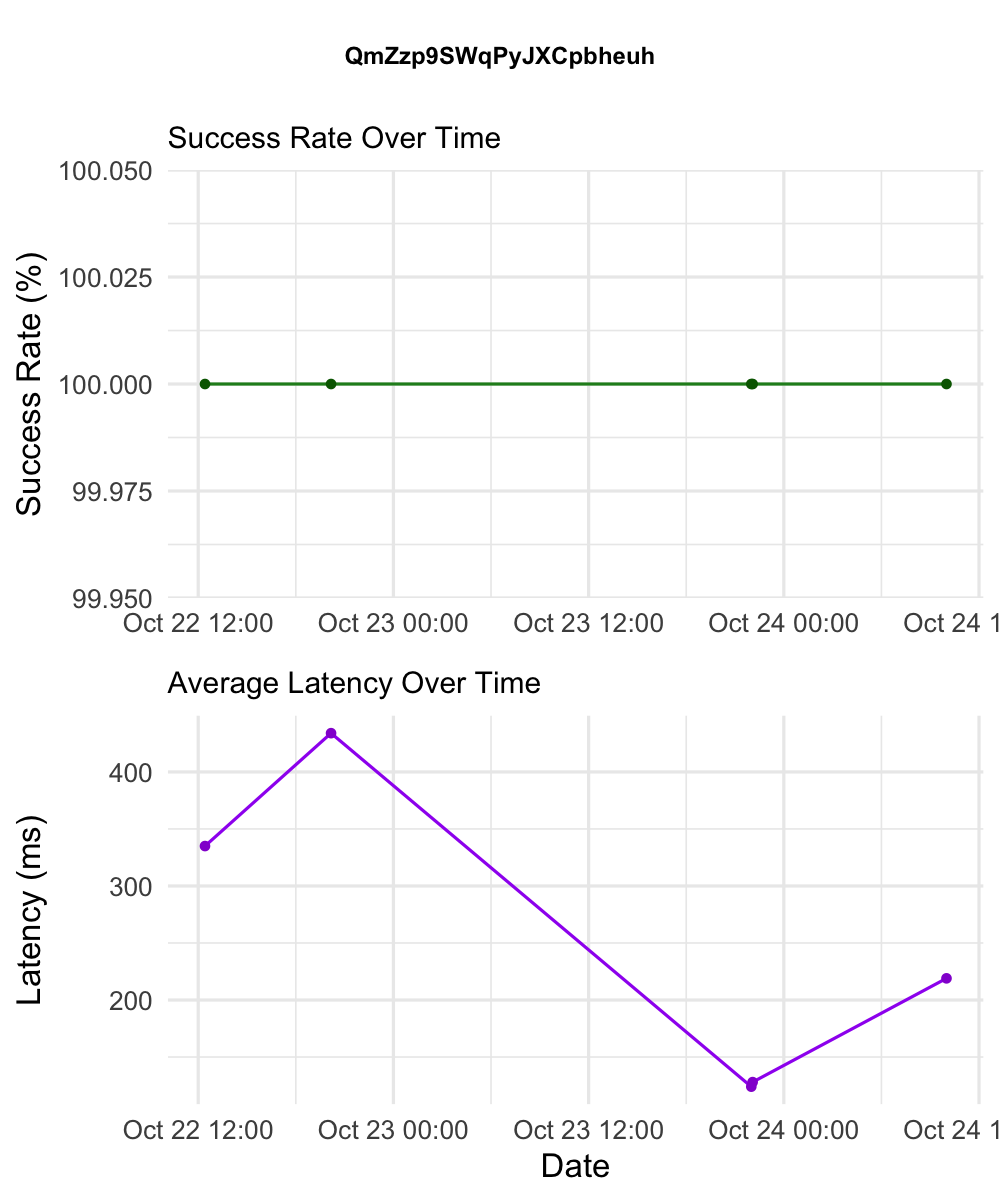 QmZzp9SWqPyJXCpbheuh
Success Rate Over Time
100.050
100.025
100.000
99.975
99.950
Success Rate (%)
Oct 22 12:00 Oct 23 00:00 Oct 23 12:00 Oct 24 00:00 Oct 24 1
Average Latency Over Time
400
300
200
Latency (ms)
Oct 22 12:00 Oct 23 00:00 Oct 23 12:00 Oct 24 00:00 Oct 24 1
Date